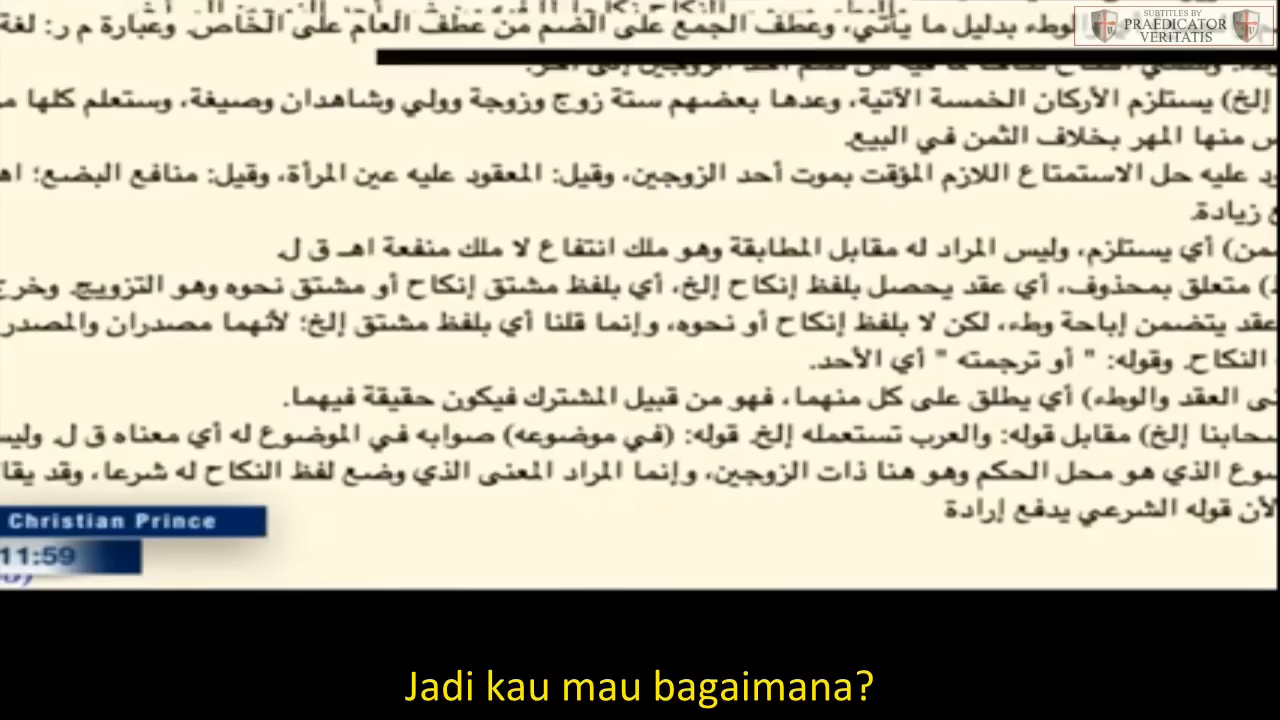 SUBTITLES BY
PRAEDICATOR
VERITATIS
الوطء بدليل ما يأتي، وعطف الجمع على الضم من عطف العام على الخاص. وعبارة م ر: لغة
إلخ) يستلزم الأركان الخمسة الآتية، وعدها بعضهم ستة زوج وزوجة وولي وشاهدان وصيغة، وستعلم كلها
منها المهر بخلاف الثمن في البيع.
عليه حل الاستمتاع اللازم المؤقت بموت أحد الزوجين، وقيل: المعقود عليه عين المرأة، وقيل: منافع البضع؛ اهـ
زيادة.
أي يستلزم، وليس المراد له مقابل المطابقة وهو ملك انتفاع لا ملك منفعة اهـ ق ل.
متعلق بمحذوف، أي عقد يحصل بلفظ إنكاح إلخ، أي بلفظ مشتق إنكاح أو مشتق نحوه وهو التزويج. وخرج
عقد يتضمن إباحة وطء، لكن لا بلفظ إنكاح أو نحوه، وإنما قلنا أي بلفظ مشتق إلخ؛ لأنهما مصدران والمصدر
النكاح. وقوله: " أو ترجمته " أي الأحد.
العقد والوطء) أي يطلق على كل منهما، فهو من قبيل المشترك فيكون حقيقة فيهما.
إلخ) مقابل قوله: والعرب تستعمله إلخ. قوله: (في موضوعه) صوابه في الموضوع له أي معناه ق ل. وليس
الذي هو محل الحكم وهو هنا ذات الزوجين، وإنما المراد المعنى الذي وضع لفظ النكاح له شرعا، وقد يقا
لأن قوله الشرعي يدفع إرادة
Christian Prince
11:59
Jadi kau mau bagaimana?